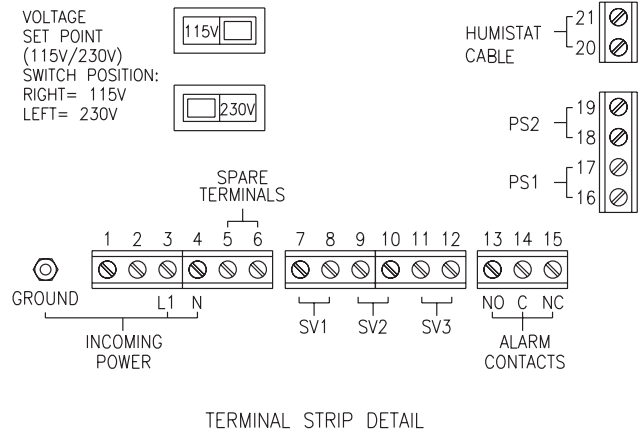 VOLTAGE
SET POINT
(115V/230V)
SWITCH POSITION:
RIGHT= 115V
LEFT= 230V
115V
230V
21
20
HUMISTAT
CABLE
19
18
PS2
17
16
PS1
SPARE
TERMINALS
1 2 3 4 5 6 7 8 9 10 11 12 13 14 15
GROUND
L1 N
INCOMING
POWER
SV1 SV2 SV3
NO C NC
ALARM
CONTACTS
TERMINAL STRIP DETAIL